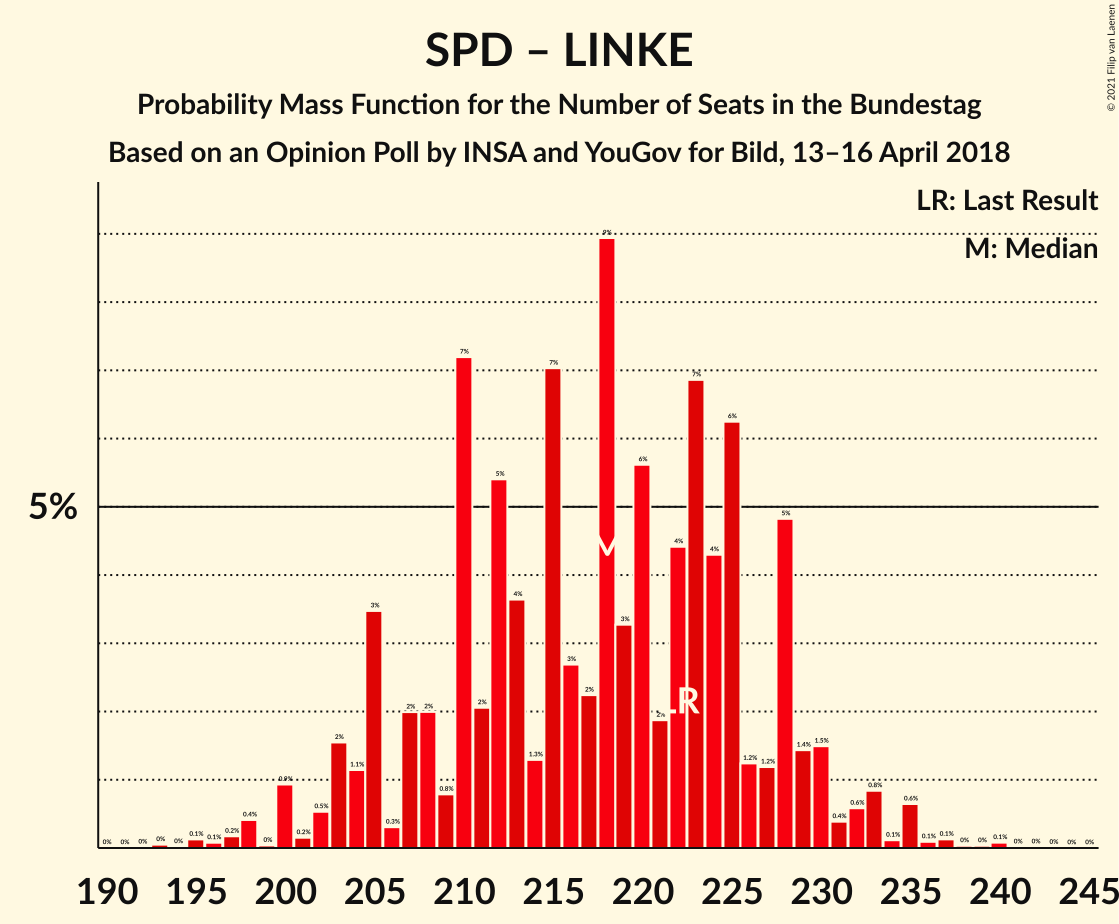 SPD – LINKE
Probability Mass Function for the Number of Seats in the Bundestag
Based on an Opinion Poll by INSA and YouGov for Bild, 13–16 April 2018
© 2021 Filip van Laenen
LR: Last Result
M: Median
5%
0% 0% 0% 0% 0% 0.1% 0.1% 0.2% 0.4% 0% 0.9% 0.2% 0.5% 2% 1.1% 3% 0.3% 2% 2% 0.8% 7% 2% 5% 4% 1.3% 7% 3% 2% 9% 3% 6% 2% 4% 7% 4% 6% 1.2% 1.2% 5% 1.4% 1.5% 0.4% 0.6% 0.8% 0.1% 0.6% 0.1% 0.1% 0% 0% 0.1% 0% 0% 0% 0% 0%
M
LR
190 195 200 205 210 215 220 225 230 235 240 245